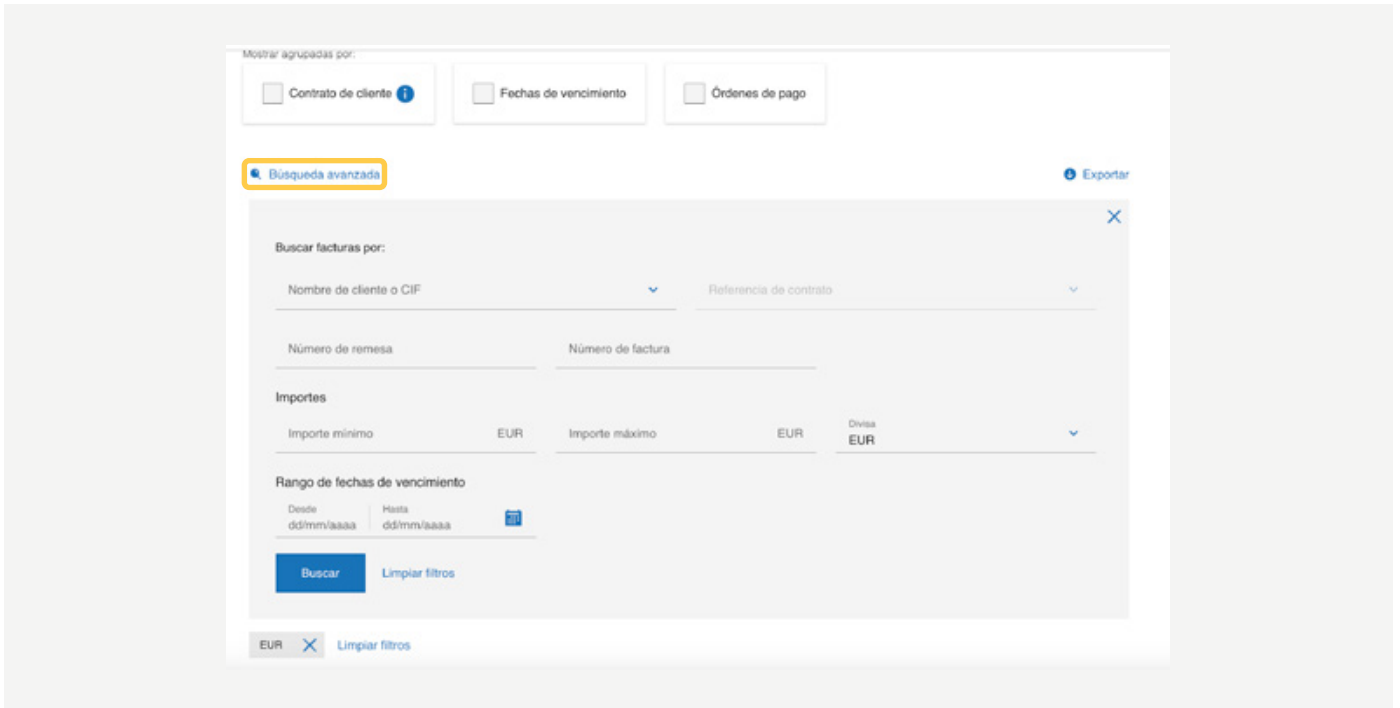 Mostrar agrupadas por:
Contrato de cliente
Fechas de vencimiento
Órdenes de pago
Búsqueda avanzada
Exportar
Buscar facturas por:
Nombre de cliente o CIF
Referencia de contrato
Número de remesa
Número de factura
Importes
Importe mínimo EUR
Importe máximo EUR
Divisa
EUR
Rango de fechas de vencimiento
Desde
dd/mm/aaaa
Hasta
dd/mm/aaaa
Buscar
Limpiar filtros
EUR
Limpiar filtros